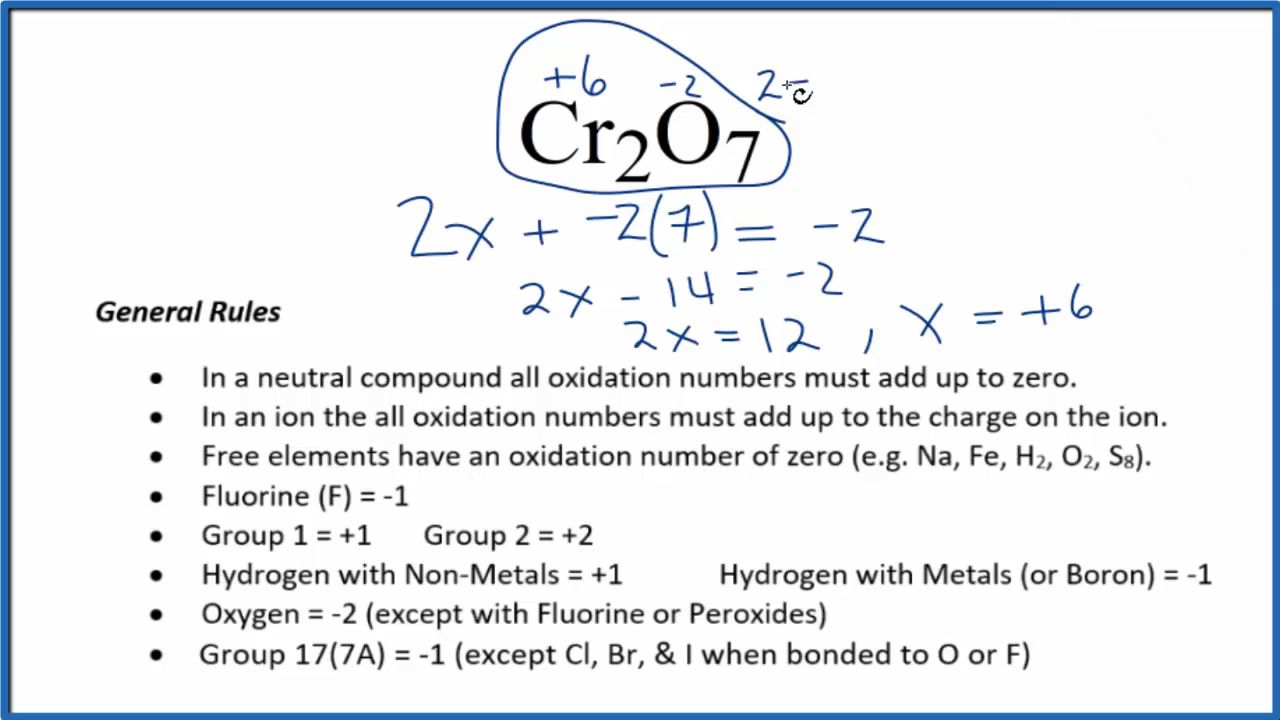 +6 -2 2-
Cr₂O₇
2x + -2(7) = -2
2x - 14 = -2
2x = 12 , x = +6
General Rules
• In a neutral compound all oxidation numbers must add up to zero.
• In an ion the all oxidation numbers must add up to the charge on the ion.
• Free elements have an oxidation number of zero (e.g. Na, Fe, H₂, O₂, S₈).
• Fluorine (F) = -1
• Group 1 = +1 Group 2 = +2
• Hydrogen with Non-Metals = +1 Hydrogen with Metals (or Boron) = -1
• Oxygen = -2 (except with Fluorine or Peroxides)
• Group 17(7A) = -1 (except Cl, Br, & I when bonded to O or F)